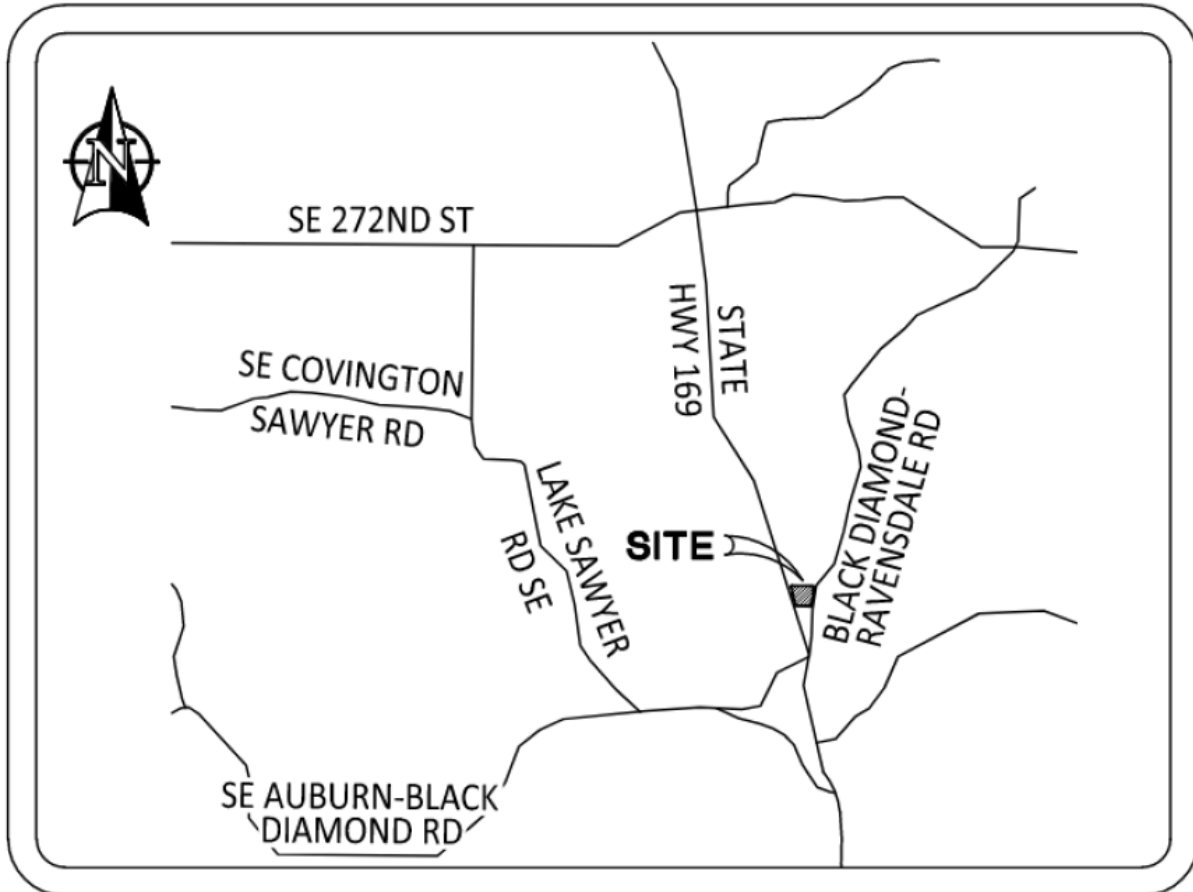 N
SE 272ND ST
STATE
HWY 169
SE COVINGTON
SAWYER RD
BLACK DIAMOND-
RAVENSDALE RD
LAKE SAWYER
RD SE
SITE
SE AUBURN-BLACK
DIAMOND RD